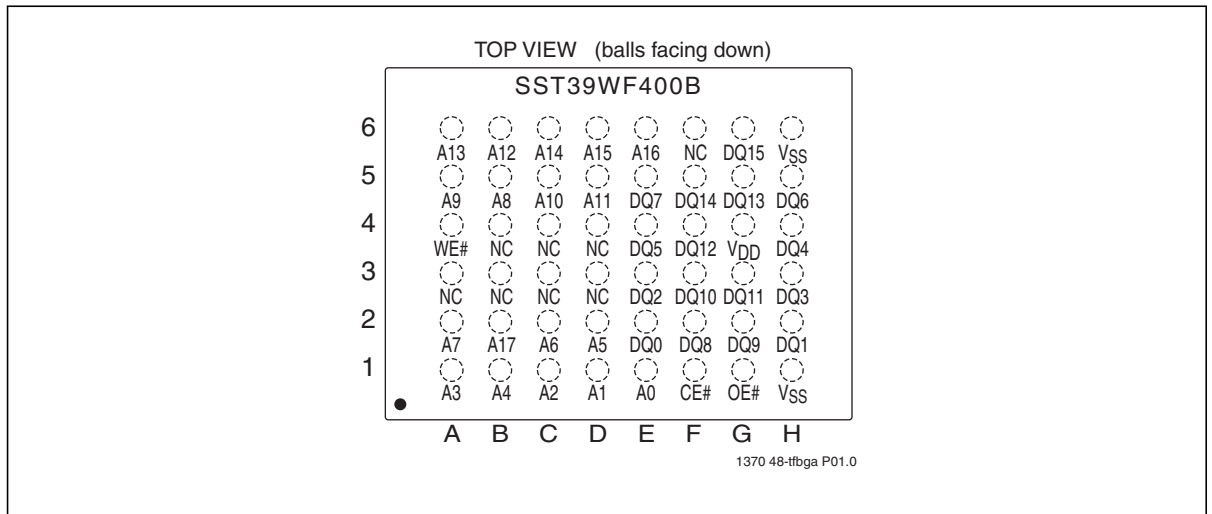 TOP VIEW (balls facing down)
SST39WF400B
6
A13 A12 A14 A15 A16 NC DQ15 VSS
5
A9 A8 A10 A11 DQ7 DQ14 DQ13 DQ6
4
WE# NC NC NC DQ5 DQ12 VDD DQ4
3
NC NC NC NC DQ2 DQ10 DQ11 DQ3
2
A7 A17 A6 A5 DQ0 DQ8 DQ9 DQ1
1
A3 A4 A2 A1 A0 CE# OE# VSS
A B C D E F G H
1370 48-tfbga P01.0